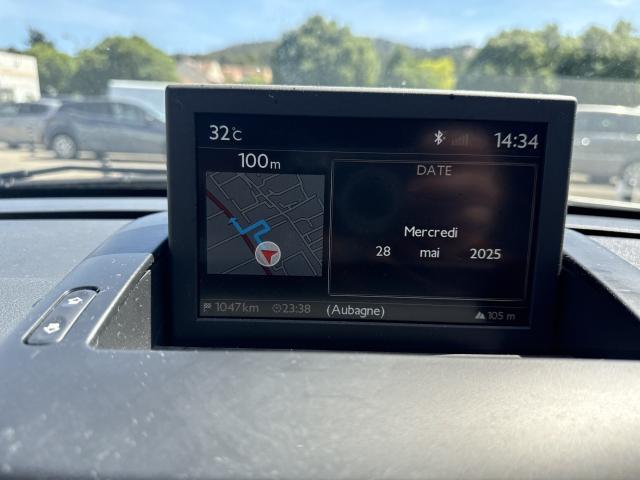 32°C 14:34
100m
DATE
Mercredi
28 mai 2025
1047km 23:38 (Aubagne) 105 m